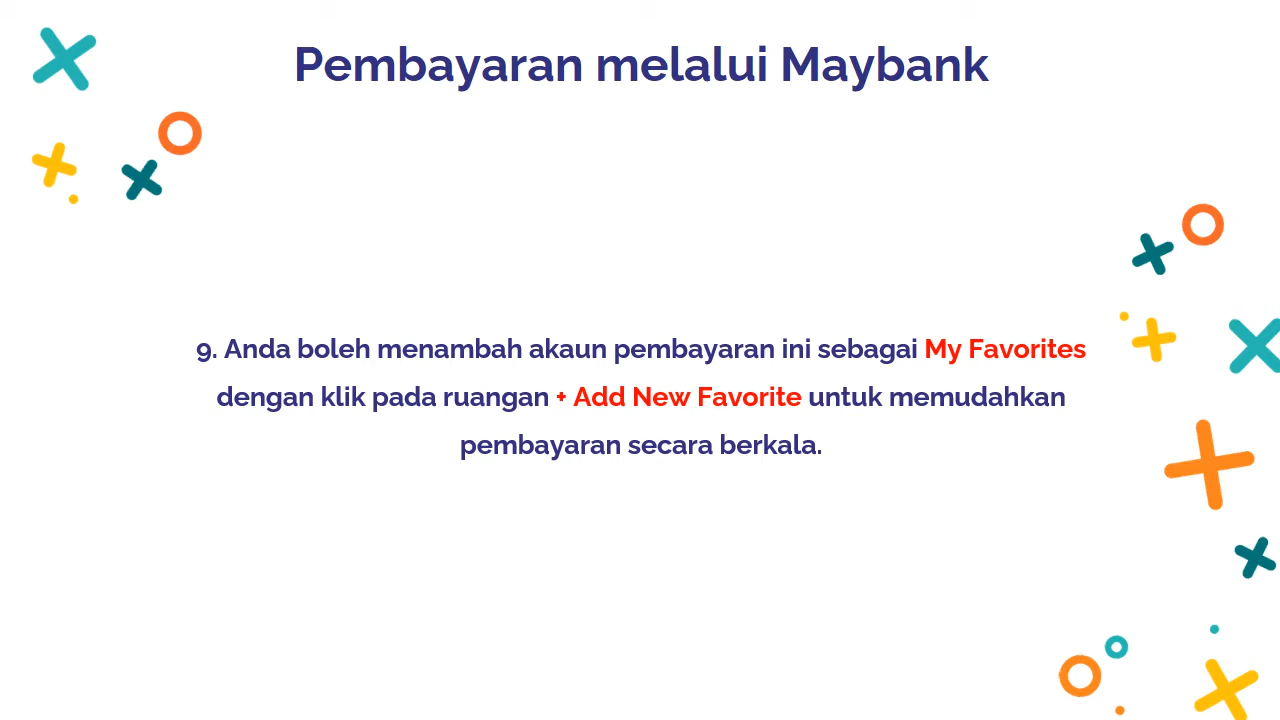 Pembayaran melalui Maybank
9. Anda boleh menambah akaun pembayaran ini sebagai My Favorites
dengan klik pada ruangan + Add New Favorite untuk memudahkan
pembayaran secara berkala.